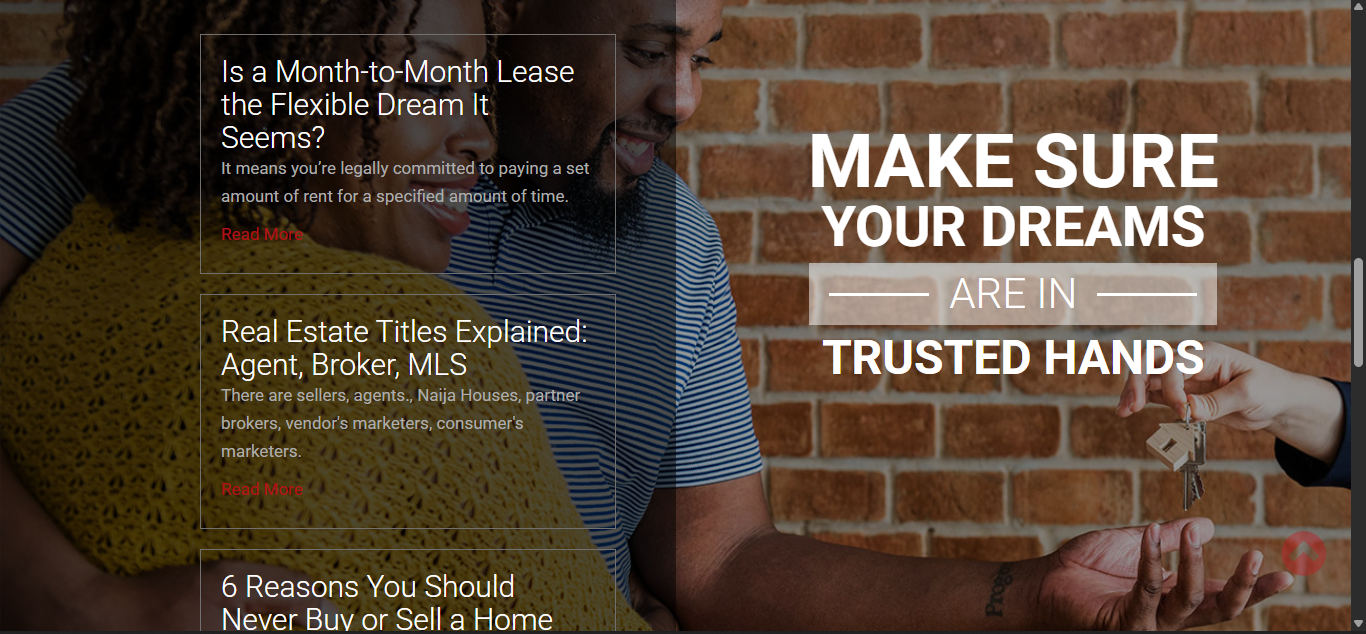 Is a Month-to-Month Lease
the Flexible Dream It
Seems?
It means you’re legally committed to paying a set
amount of rent for a specified amount of time.
Read More
Real Estate Titles Explained:
Agent, Broker, MLS
There are sellers, agents., Naija Houses, partner
brokers, vendor's marketers, consumer's
marketers.
Read More
6 Reasons You Should
Never Buy or Sell a Home
MAKE SURE
YOUR DREAMS
ARE IN
TRUSTED HANDS